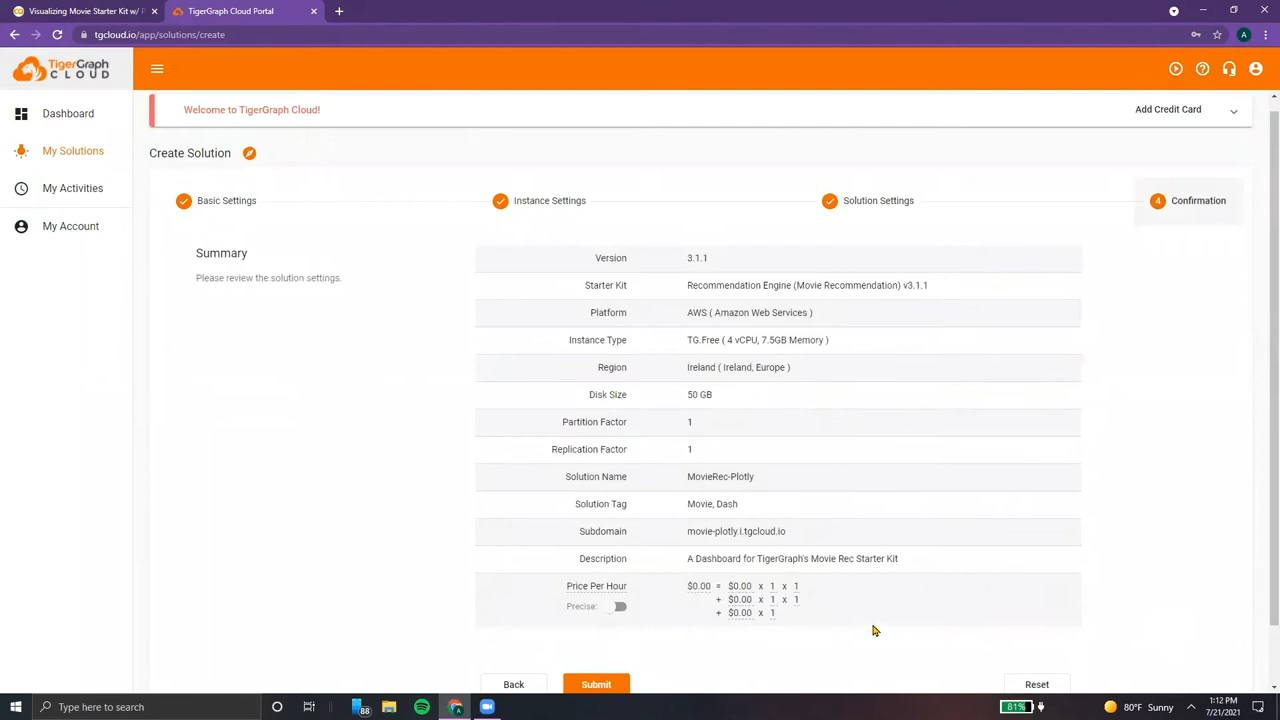 Visualizing Movie Starter Kit w/ P
TigerGraph Cloud Portal
tgcloud.io/app/solutions/create
A
TigerGraph
CLOUD
Dashboard
My Solutions
My Activities
My Account
Welcome to TigerGraph Cloud!
Add Credit Card
Create Solution
Basic Settings
Instance Settings
Solution Settings
4 Confirmation
Summary
Please review the solution settings.
Version 3.1.1
Starter Kit Recommendation Engine (Movie Recommendation) v3.1.1
Platform AWS ( Amazon Web Services )
Instance Type TG.Free ( 4 vCPU, 7.5GB Memory )
Region Ireland ( Ireland, Europe )
Disk Size 50 GB
Partition Factor 1
Replication Factor 1
Solution Name MovieRec-Plotly
Solution Tag Movie, Dash
Subdomain movie-plotly.i.tgcloud.io
Description A Dashboard for TigerGraph's Movie Rec Starter Kit
Price Per Hour $0.00 = $0.00 x 1 x 1
Precise: + $0.00 x 1 x 1
+ $0.00 x 1
Back
Submit
Reset
Type here to search
88
81%
80°F Sunny
1:12 PM
7/21/2021